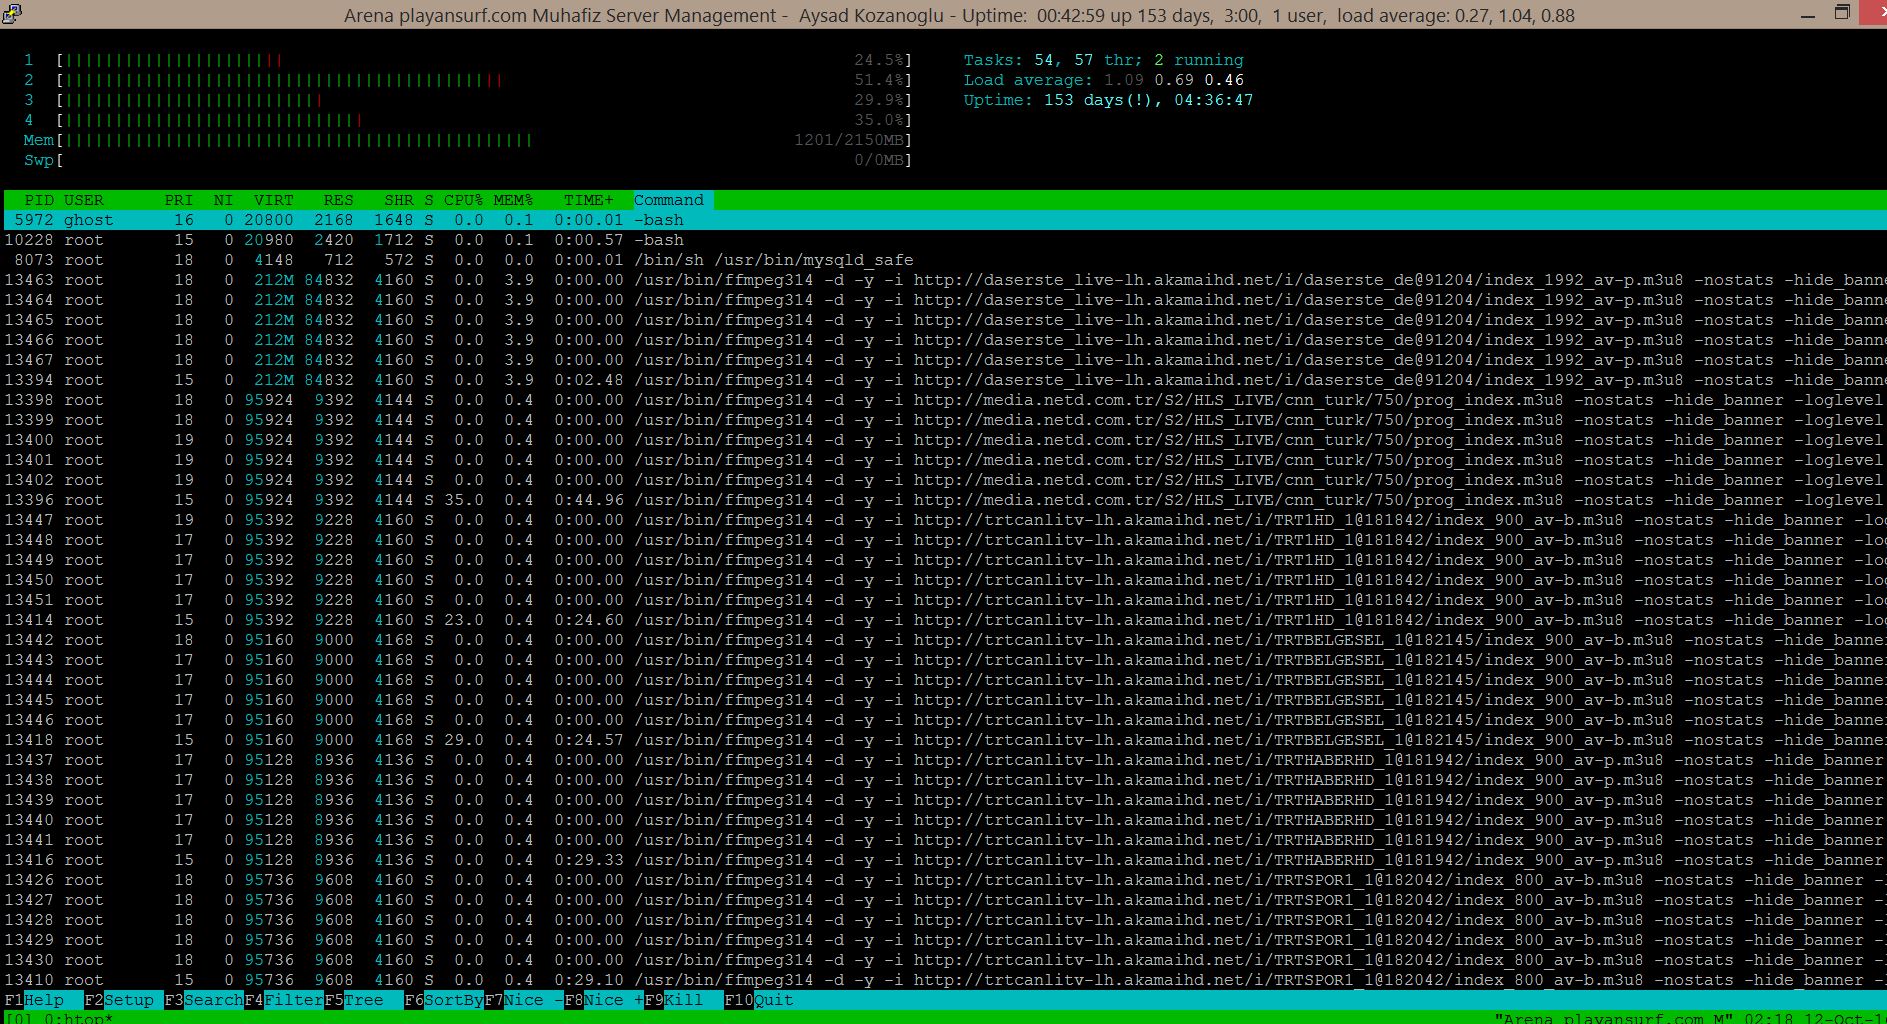 Arena playansurf.com Muhafiz Server Management - Aysad Kozanoglu - Uptime: 00:42:59 up 153 days, 3:00, 1 user, load average: 0.27, 1.04, 0.88
1 [||||||||||||||||||||||24.5%] Tasks: 54, 57 thr; 2 running
2 [||||||||||||||||||||||||||||||||||||||||||||51.4%] Load average: 1.09 0.69 0.46
3 [||||||||||||||||||||||||||29.9%] Uptime: 153 days(!), 04:36:47
4 [||||||||||||||||||||||||||||||35.0%]
Mem[|||||||||||||||||||||||||||||||||||||||||||||||1201/2150MB]
Swp[ 0/0MB]
PID USER PRI NI VIRT RES SHR S CPU% MEM% TIME+ Command
5972 ghost 16 0 20800 2168 1648 S 0.0 0.1 0:00.01 -bash
10228 root 15 0 20980 2420 1712 S 0.0 0.1 0:00.57 -bash
8073 root 18 0 4148 712 572 S 0.0 0.0 0:00.01 /bin/sh /usr/bin/mysqld_safe
13463 root 18 0 212M 84832 4160 S 0.0 3.9 0:00.00 /usr/bin/ffmpeg314 -d -y -i http://daserste_live-lh.akamaihd.net/i/daserste_de@91204/index_1992_av-p.m3u8 -nostats -hide_banne
13464 root 18 0 212M 84832 4160 S 0.0 3.9 0:00.00 /usr/bin/ffmpeg314 -d -y -i http://daserste_live-lh.akamaihd.net/i/daserste_de@91204/index_1992_av-p.m3u8 -nostats -hide_banne
13465 root 18 0 212M 84832 4160 S 0.0 3.9 0:00.00 /usr/bin/ffmpeg314 -d -y -i http://daserste_live-lh.akamaihd.net/i/daserste_de@91204/index_1992_av-p.m3u8 -nostats -hide_banne
13466 root 18 0 212M 84832 4160 S 0.0 3.9 0:00.00 /usr/bin/ffmpeg314 -d -y -i http://daserste_live-lh.akamaihd.net/i/daserste_de@91204/index_1992_av-p.m3u8 -nostats -hide_banne
13467 root 18 0 212M 84832 4160 S 0.0 3.9 0:00.00 /usr/bin/ffmpeg314 -d -y -i http://daserste_live-lh.akamaihd.net/i/daserste_de@91204/index_1992_av-p.m3u8 -nostats -hide_banne
13394 root 15 0 212M 84832 4160 S 0.0 3.9 0:02.48 /usr/bin/ffmpeg314 -d -y -i http://daserste_live-lh.akamaihd.net/i/daserste_de@91204/index_1992_av-p.m3u8 -nostats -hide_banne
13398 root 18 0 95924 9392 4144 S 0.0 0.4 0:00.00 /usr/bin/ffmpeg314 -d -y -i http://media.netd.com.tr/S2/HLS_LIVE/cnn_turk/750/prog_index.m3u8 -nostats -hide_banner -loglevel
13399 root 18 0 95924 9392 4144 S 0.0 0.4 0:00.00 /usr/bin/ffmpeg314 -d -y -i http://media.netd.com.tr/S2/HLS_LIVE/cnn_turk/750/prog_index.m3u8 -nostats -hide_banner -loglevel
13400 root 19 0 95924 9392 4144 S 0.0 0.4 0:00.00 /usr/bin/ffmpeg314 -d -y -i http://media.netd.com.tr/S2/HLS_LIVE/cnn_turk/750/prog_index.m3u8 -nostats -hide_banner -loglevel
13401 root 19 0 95924 9392 4144 S 0.0 0.4 0:00.00 /usr/bin/ffmpeg314 -d -y -i http://media.netd.com.tr/S2/HLS_LIVE/cnn_turk/750/prog_index.m3u8 -nostats -hide_banner -loglevel
13402 root 19 0 95924 9392 4144 S 0.0 0.4 0:00.00 /usr/bin/ffmpeg314 -d -y -i http://media.netd.com.tr/S2/HLS_LIVE/cnn_turk/750/prog_index.m3u8 -nostats -hide_banner -loglevel
13396 root 15 0 95924 9392 4144 S 35.0 0.4 0:44.96 /usr/bin/ffmpeg314 -d -y -i http://media.netd.com.tr/S2/HLS_LIVE/cnn_turk/750/prog_index.m3u8 -nostats -hide_banner -loglevel
13447 root 19 0 95392 9228 4160 S 0.0 0.4 0:00.00 /usr/bin/ffmpeg314 -d -y -i http://trtcanlitv-lh.akamaihd.net/i/TRT1HD_1@181842/index_900_av-b.m3u8 -nostats -hide_banner -loc
13448 root 17 0 95392 9228 4160 S 0.0 0.4 0:00.00 /usr/bin/ffmpeg314 -d -y -i http://trtcanlitv-lh.akamaihd.net/i/TRT1HD_1@181842/index_900_av-b.m3u8 -nostats -hide_banner -loc
13449 root 17 0 95392 9228 4160 S 0.0 0.4 0:00.00 /usr/bin/ffmpeg314 -d -y -i http://trtcanlitv-lh.akamaihd.net/i/TRT1HD_1@181842/index_900_av-b.m3u8 -nostats -hide_banner -loc
13450 root 17 0 95392 9228 4160 S 0.0 0.4 0:00.00 /usr/bin/ffmpeg314 -d -y -i http://trtcanlitv-lh.akamaihd.net/i/TRT1HD_1@181842/index_900_av-b.m3u8 -nostats -hide_banner -loc
13451 root 17 0 95392 9228 4160 S 0.0 0.4 0:00.00 /usr/bin/ffmpeg314 -d -y -i http://trtcanlitv-lh.akamaihd.net/i/TRT1HD_1@181842/index_900_av-b.m3u8 -nostats -hide_banner -loc
13414 root 15 0 95392 9228 4160 S 23.0 0.4 0:24.60 /usr/bin/ffmpeg314 -d -y -i http://trtcanlitv-lh.akamaihd.net/i/TRT1HD_1@181842/index_900_av-b.m3u8 -nostats -hide_banner -loc
13442 root 18 0 95160 9000 4168 S 0.0 0.4 0:00.00 /usr/bin/ffmpeg314 -d -y -i http://trtcanlitv-lh.akamaihd.net/i/TRTBELGESEL_1@182145/index_900_av-b.m3u8 -nostats -hide_banne
13443 root 17 0 95160 9000 4168 S 0.0 0.4 0:00.00 /usr/bin/ffmpeg314 -d -y -i http://trtcanlitv-lh.akamaihd.net/i/TRTBELGESEL_1@182145/index_900_av-b.m3u8 -nostats -hide_banne
13444 root 17 0 95160 9000 4168 S 0.0 0.4 0:00.00 /usr/bin/ffmpeg314 -d -y -i http://trtcanlitv-lh.akamaihd.net/i/TRTBELGESEL_1@182145/index_900_av-b.m3u8 -nostats -hide_banne
13445 root 17 0 95160 9000 4168 S 0.0 0.4 0:00.00 /usr/bin/ffmpeg314 -d -y -i http://trtcanlitv-lh.akamaihd.net/i/TRTBELGESEL_1@182145/index_900_av-b.m3u8 -nostats -hide_banne
13446 root 17 0 95160 9000 4168 S 0.0 0.4 0:00.00 /usr/bin/ffmpeg314 -d -y -i http://trtcanlitv-lh.akamaihd.net/i/TRTBELGESEL_1@182145/index_900_av-b.m3u8 -nostats -hide_banne
13418 root 15 0 95160 9000 4168 S 29.0 0.4 0:24.57 /usr/bin/ffmpeg314 -d -y -i http://trtcanlitv-lh.akamaihd.net/i/TRTBELGESEL_1@182145/index_900_av-b.m3u8 -nostats -hide_banne
13437 root 17 0 95128 8936 4136 S 0.0 0.4 0:00.00 /usr/bin/ffmpeg314 -d -y -i http://trtcanlitv-lh.akamaihd.net/i/TRTHABERHD_1@181942/index_900_av-p.m3u8 -nostats -hide_banner
13438 root 17 0 95128 8936 4136 S 0.0 0.4 0:00.00 /usr/bin/ffmpeg314 -d -y -i http://trtcanlitv-lh.akamaihd.net/i/TRTHABERHD_1@181942/index_900_av-p.m3u8 -nostats -hide_banner
13439 root 17 0 95128 8936 4136 S 0.0 0.4 0:00.00 /usr/bin/ffmpeg314 -d -y -i http://trtcanlitv-lh.akamaihd.net/i/TRTHABERHD_1@181942/index_900_av-p.m3u8 -nostats -hide_banner
13440 root 17 0 95128 8936 4136 S 0.0 0.4 0:00.00 /usr/bin/ffmpeg314 -d -y -i http://trtcanlitv-lh.akamaihd.net/i/TRTHABERHD_1@181942/index_900_av-p.m3u8 -nostats -hide_banner
13441 root 17 0 95128 8936 4136 S 0.0 0.4 0:00.00 /usr/bin/ffmpeg314 -d -y -i http://trtcanlitv-lh.akamaihd.net/i/TRTHABERHD_1@181942/index_900_av-p.m3u8 -nostats -hide_banner
13416 root 15 0 95128 8936 4136 S 0.0 0.4 0:29.33 /usr/bin/ffmpeg314 -d -y -i http://trtcanlitv-lh.akamaihd.net/i/TRTHABERHD_1@181942/index_900_av-p.m3u8 -nostats -hide_banner
13426 root 18 0 95736 9608 4160 S 0.0 0.4 0:00.00 /usr/bin/ffmpeg314 -d -y -i http://trtcanlitv-lh.akamaihd.net/i/TRTSPOR1_1@182042/index_800_av-b.m3u8 -nostats -hide_banner -
13427 root 18 0 95736 9608 4160 S 0.0 0.4 0:00.00 /usr/bin/ffmpeg314 -d -y -i http://trtcanlitv-lh.akamaihd.net/i/TRTSPOR1_1@182042/index_800_av-b.m3u8 -nostats -hide_banner -
13428 root 18 0 95736 9608 4160 S 0.0 0.4 0:00.00 /usr/bin/ffmpeg314 -d -y -i http://trtcanlitv-lh.akamaihd.net/i/TRTSPOR1_1@182042/index_800_av-b.m3u8 -nostats -hide_banner -
13429 root 18 0 95736 9608 4160 S 0.0 0.4 0:00.00 /usr/bin/ffmpeg314 -d -y -i http://trtcanlitv-lh.akamaihd.net/i/TRTSPOR1_1@182042/index_800_av-b.m3u8 -nostats -hide_banner -
13430 root 18 0 95736 9608 4160 S 0.0 0.4 0:00.00 /usr/bin/ffmpeg314 -d -y -i http://trtcanlitv-lh.akamaihd.net/i/TRTSPOR1_1@182042/index_800_av-b.m3u8 -nostats -hide_banner -
13410 root 15 0 95736 9608 4160 S 0.0 0.4 0:29.10 /usr/bin/ffmpeg314 -d -y -i http://trtcanlitv-lh.akamaihd.net/i/TRTSPOR1_1@182042/index_800_av-b.m3u8 -nostats -hide_banner -
F1Help F2Setup F3SearchF4FilterF5Tree F6SortByF7Nice -F8Nice +F9Kill F10Quit
[0] 0:htop* "Arena playansurf.com M" 02:18 12-Oct-1